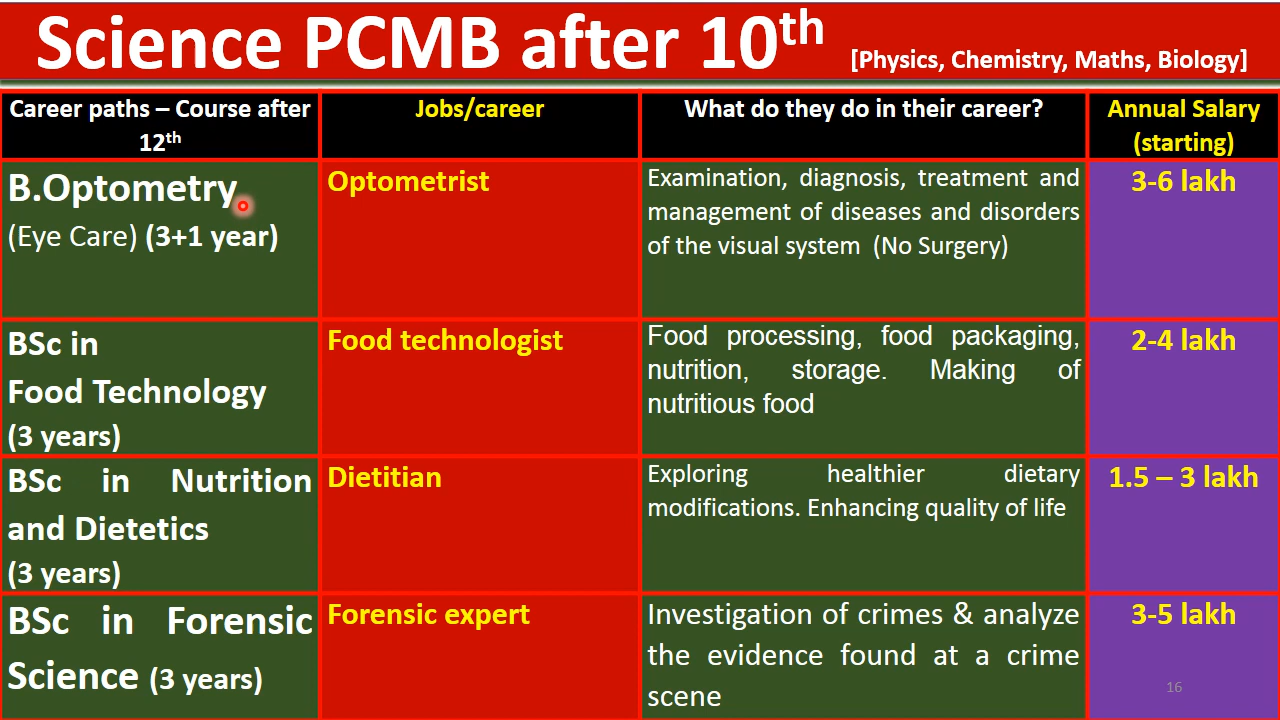 Science PCMB after 10th [Physics, Chemistry, Maths, Biology]
Career paths – Course after
12th
Jobs/career
What do they do in their career?
Annual Salary
(starting)
B.Optometry
(Eye Care) (3+1 year)
Optometrist
Examination, diagnosis, treatment and
management of diseases and disorders
of the visual system (No Surgery)
3-6 lakh
BSc in
Food Technology
(3 years)
Food technologist
Food processing, food packaging,
nutrition, storage. Making of
nutritious food
2-4 lakh
BSc in Nutrition
and Dietetics
(3 years)
Dietitian
Exploring healthier dietary
modifications. Enhancing quality of life
1.5 – 3 lakh
BSc in Forensic
Science (3 years)
Forensic expert
Investigation of crimes & analyze
the evidence found at a crime
scene
3-5 lakh
16